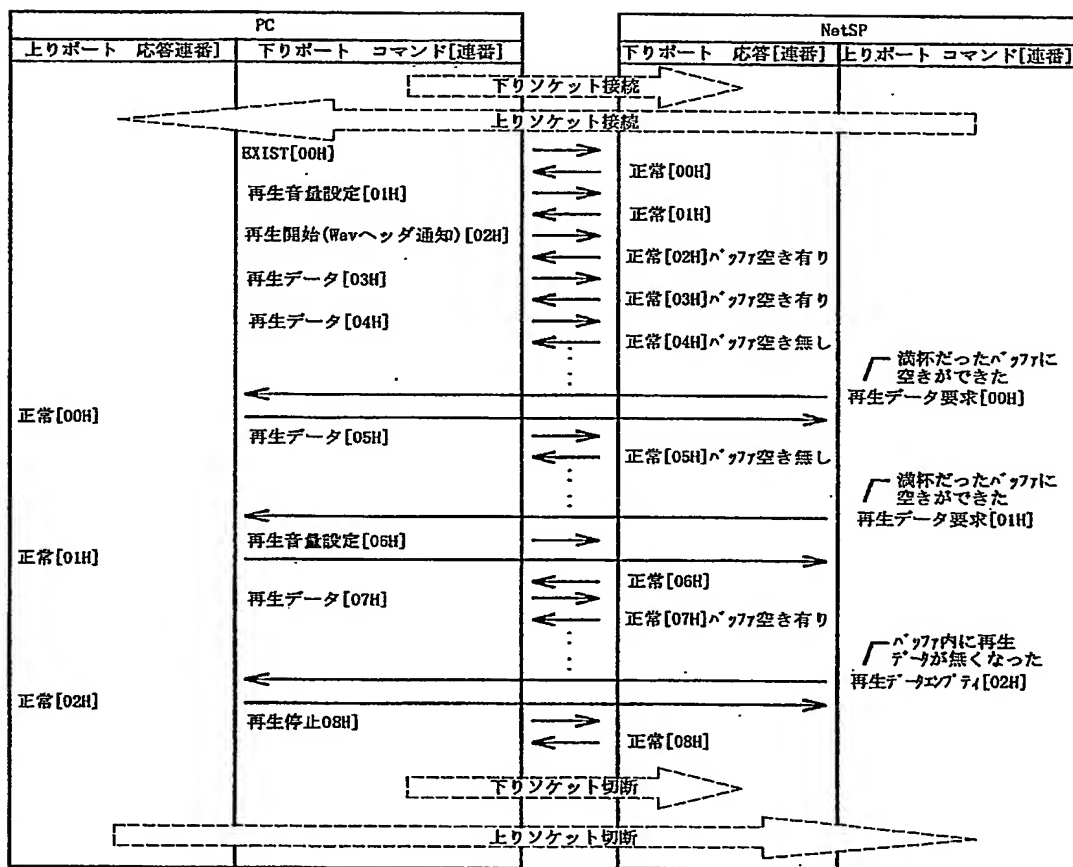 PC
NetSP
上りポート 応答連番]
下りポート コマンド[連番]
下りポート 応答[連番]
上りポート コマンド[連番]
下りソケット接続
上りソケット接続
EXIST[00H]
正常[00H]
再生音量設定[01H]
正常[01H]
再生開始(Wavヘッダ通知)[02H]
正常[02H]バッファ空き有り
再生データ[03H]
正常[03H]バッファ空き有り
再生データ[04H]
正常[04H]バッファ空き無し
満杯だったバッファに
空きができた
再生データ要求[00H]
正常[00H]
再生データ[05H]
正常[05H]バッファ空き無し
満杯だったバッファに
空きができた
再生データ要求[01H]
再生音量設定[06H]
正常[01H]
正常[06H]
再生データ[07H]
正常[07H]バッファ空き有り
バッファ内に再生
データが無くなった
再生データエンプティ[02H]
正常[02H]
再生停止08H]
正常[08H]
下りソケット切断
上りソケット切断